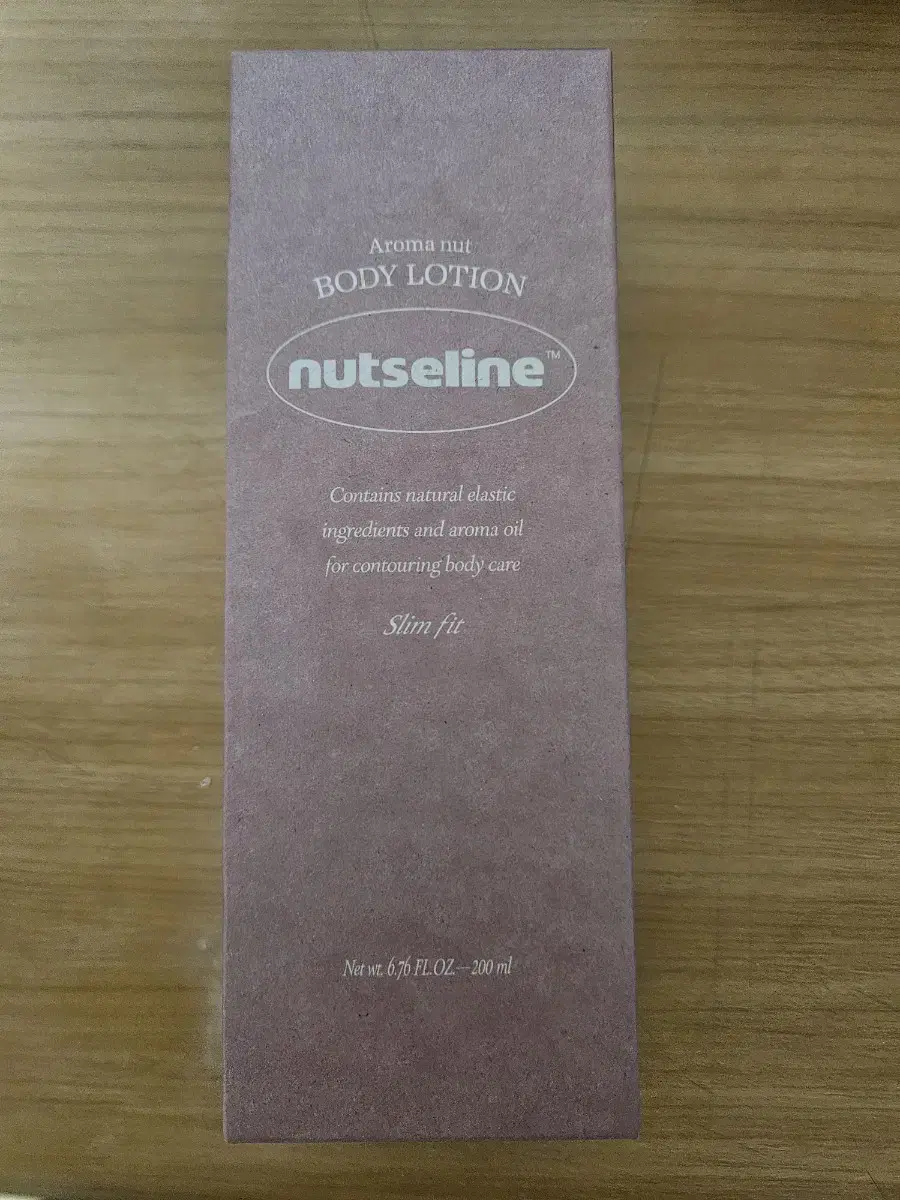 Aroma nut
BODY LOTION
nutseline™
Contains natural elastic
ingredients and aroma oil
for contouring body care
Slim fit
Net wt. 6.76 FL.OZ.—200 ml